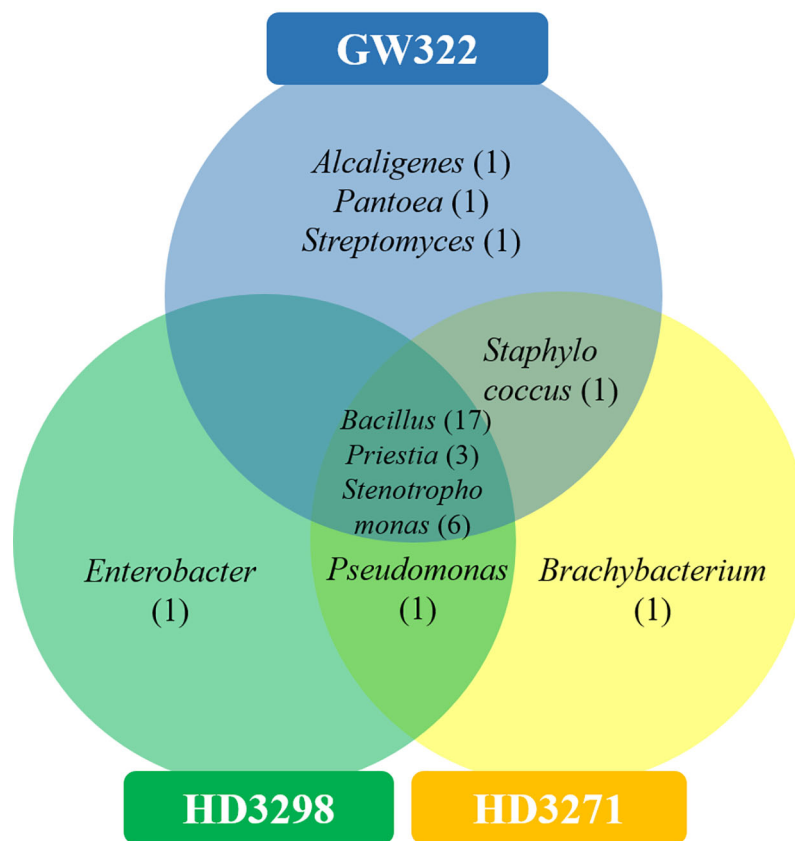 GW322
Alcaligenes (1)
Pantoea (1)
Streptomyces (1)
Staphylo
coccus (1)
Bacillus (17)
Priestia (3)
Stenotropho
monas (6)
Enterobacter
(1)
Pseudomonas
(1)
Brachybacterium
(1)
HD3298
HD3271